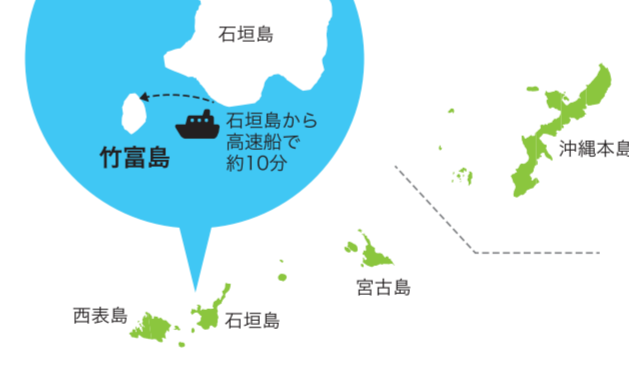 石垣島
石垣島から
高速船で
約10分
竹富島
沖縄本島
宮古島
西表島
石垣島